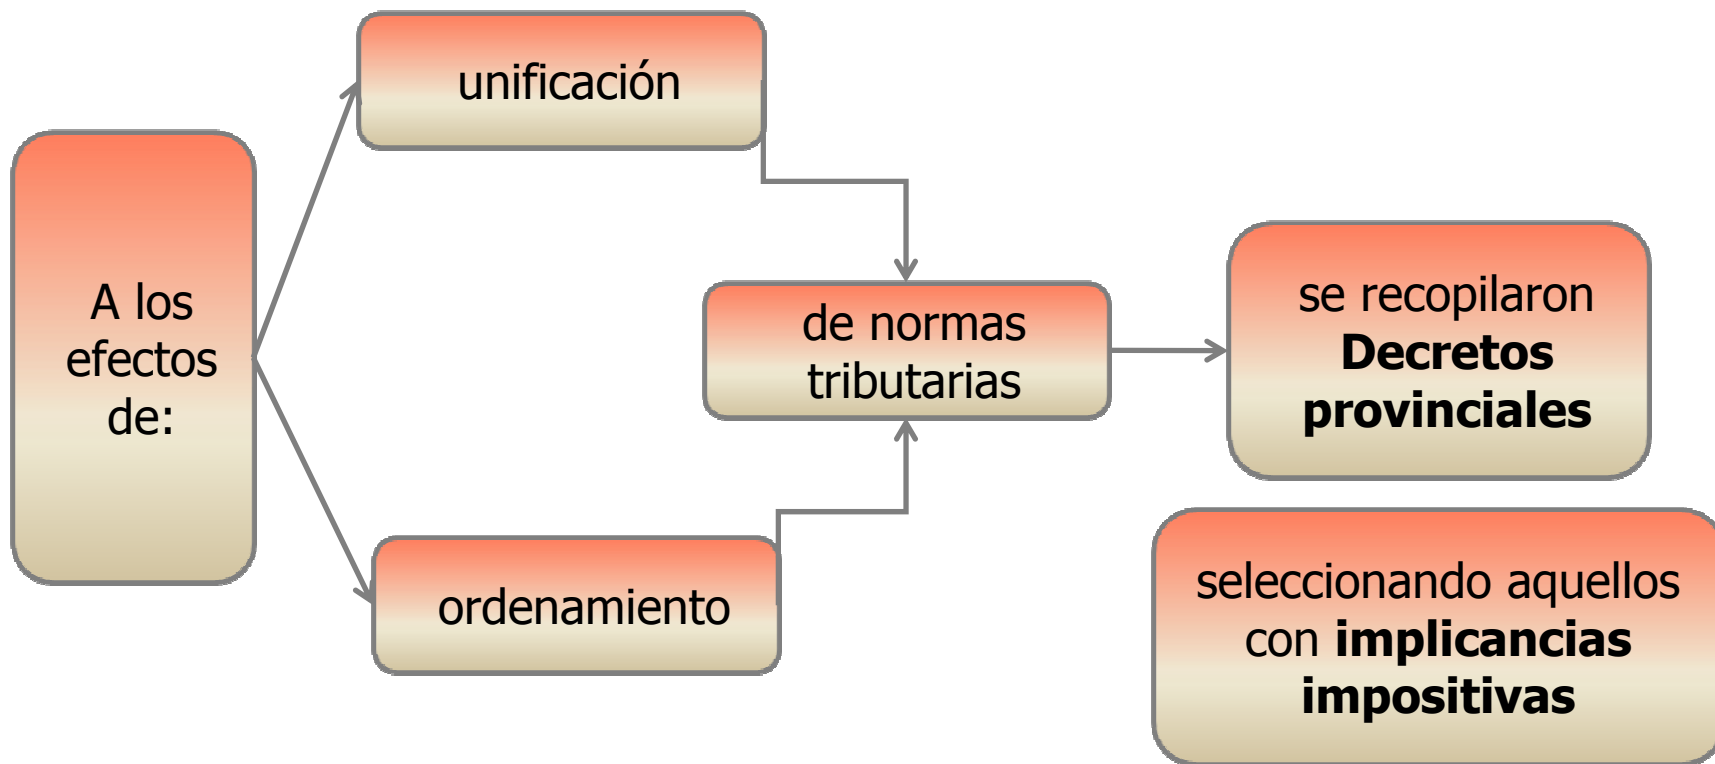 A los
efectos
de:
unificación
ordenamiento
de normas
tributarias
se recopilaron
Decretos
provinciales
seleccionando aquellos
con implicancias
impositivas